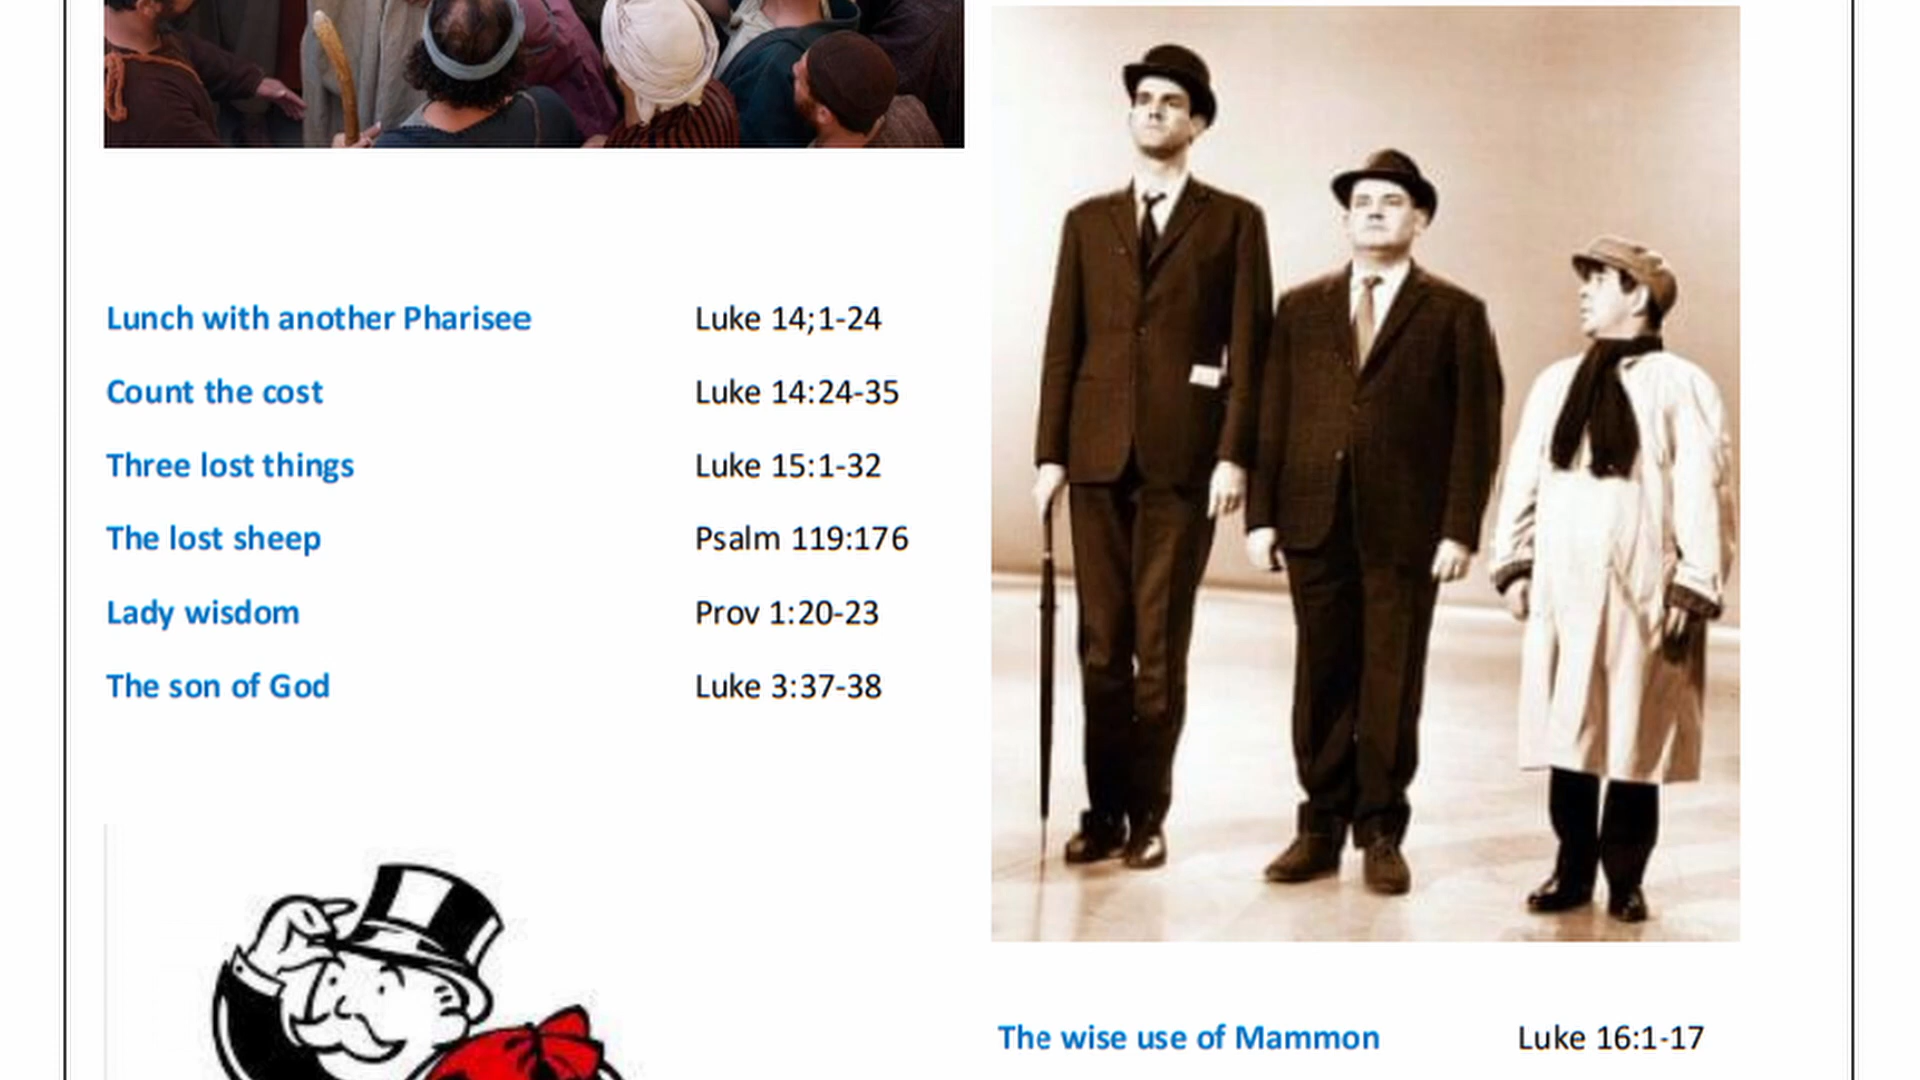 Lunch with another Pharisee Luke 14;1-24
Count the cost Luke 14:24-35
Three lost things Luke 15:1-32
The lost sheep Psalm 119:176
Lady wisdom Prov 1:20-23
The son of God Luke 3:37-38
The wise use of Mammon Luke 16:1-17